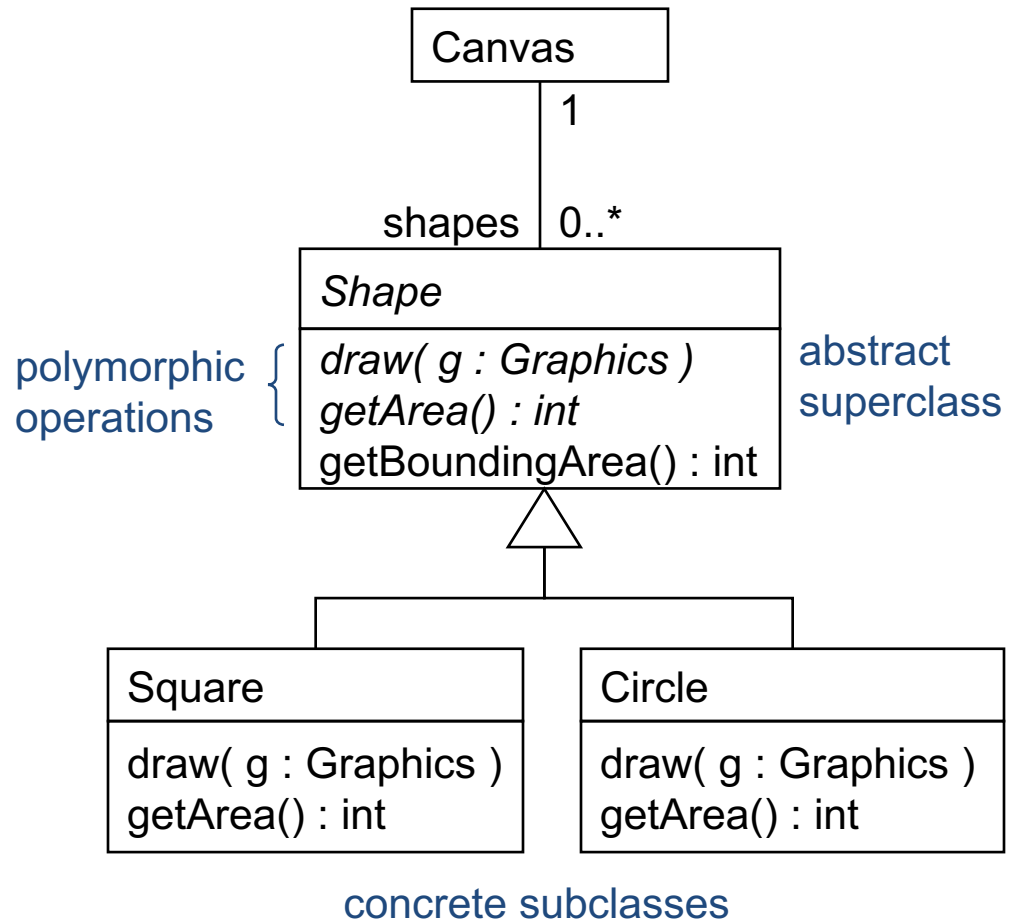 Canvas
1
shapes 0..*
Shape
polymorphic
operations
draw( g : Graphics )
getArea() : int
getBoundingArea() : int
abstract
superclass
Square
draw( g : Graphics )
getArea() : int
Circle
draw( g : Graphics )
getArea() : int
concrete subclasses